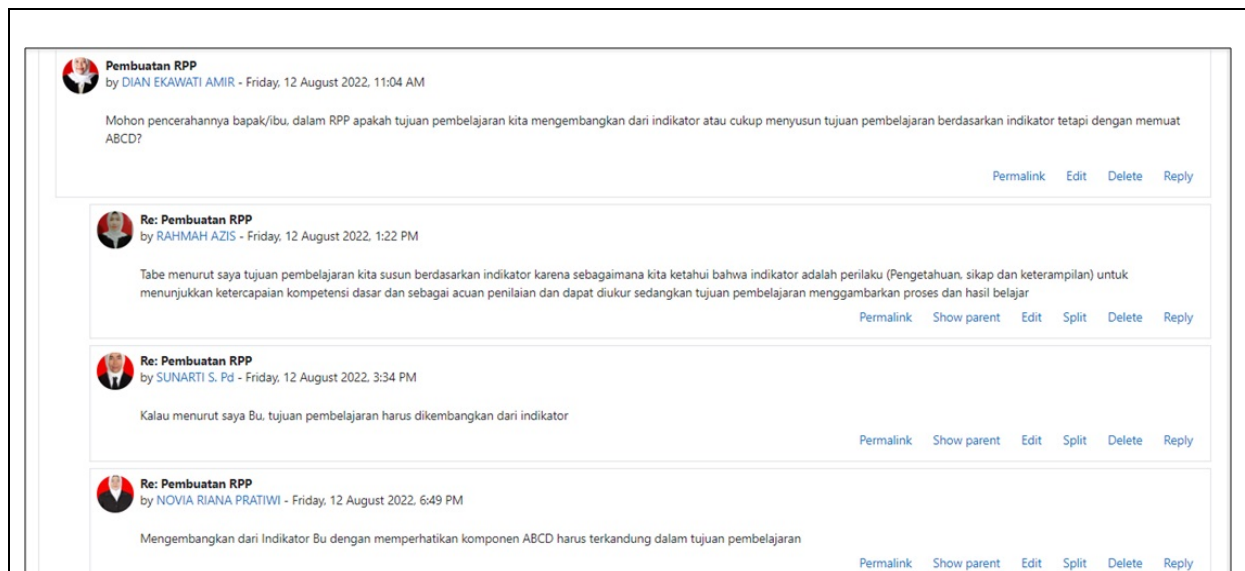 Pembuatan RPP
by DIAN EKAWATI AMIR - Friday, 12 August 2022, 11:04 AM
Mohon pencerahannya bapak/ibu, dalam RPP apakah tujuan pembelajaran kita mengembangkan dari indikator atau cukup menyusun tujuan pembelajaran berdasarkan indikator tetapi dengan memuat
ABCD?
Permalink Edit Delete Reply
Re: Pembuatan RPP
by RAHMAH AZIS - Friday, 12 August 2022, 1:22 PM
Tabe menurut saya tujuan pembelajaran kita susun berdasarkan indikator karena sebagaimana kita ketahui bahwa indikator adalah perilaku (Pengetahuan, sikap dan keterampilan) untuk
menunjukkan ketercapaian kompetensi dasar dan sebagai acuan penilaian dan dapat diukur sedangkan tujuan pembelajaran menggambarkan proses dan hasil belajar
Permalink Show parent Edit Split Delete Reply
Re: Pembuatan RPP
by SUNARTI S. Pd - Friday, 12 August 2022, 3:34 PM
Kalau menurut saya Bu, tujuan pembelajaran harus dikembangkan dari indikator
Permalink Show parent Edit Split Delete Reply
Re: Pembuatan RPP
by NOVIA RIANA PRATIWI - Friday, 12 August 2022, 6:49 PM
Mengembangkan dari Indikator Bu dengan memperhatikan komponen ABCD harus terkandung dalam tujuan pembelajaran
Permalink Show parent Edit Split Delete Reply